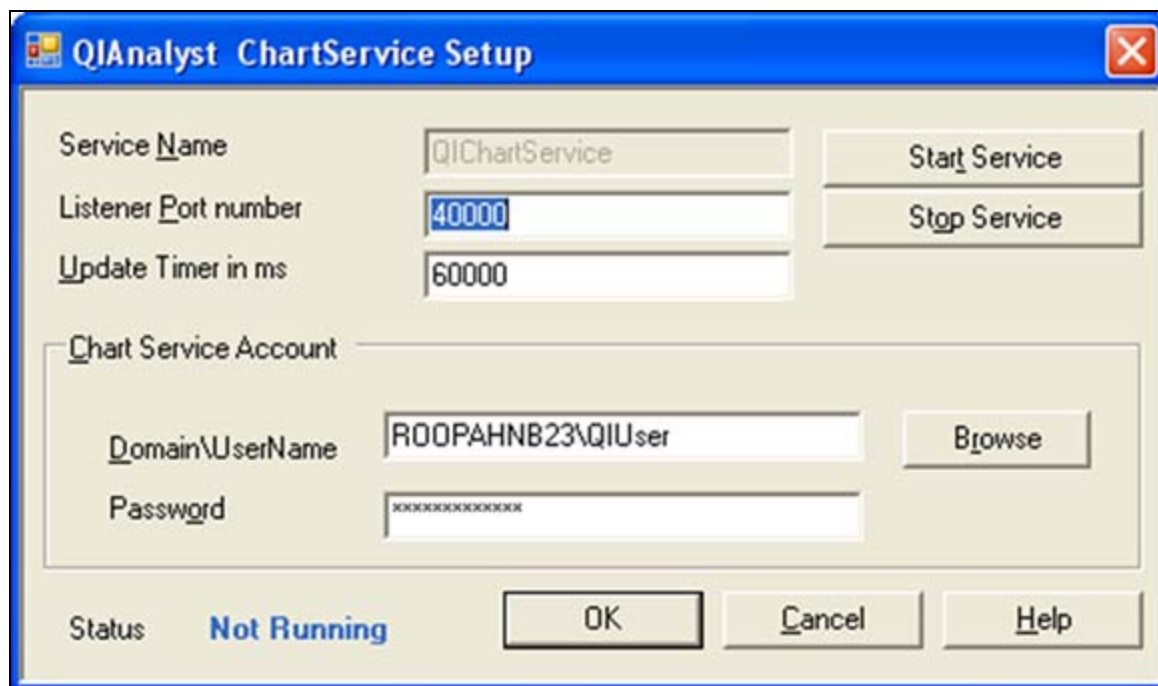 QIAnalyst ChartService Setup
Service Name QIChartService Start Service
Listener Port number 40000 Stop Service
Update Timer in ms 60000
Chart Service Account
Domain\UserName ROOPAHNB23\QIUser Browse
Password *************
Status Not Running OK Cancel Help